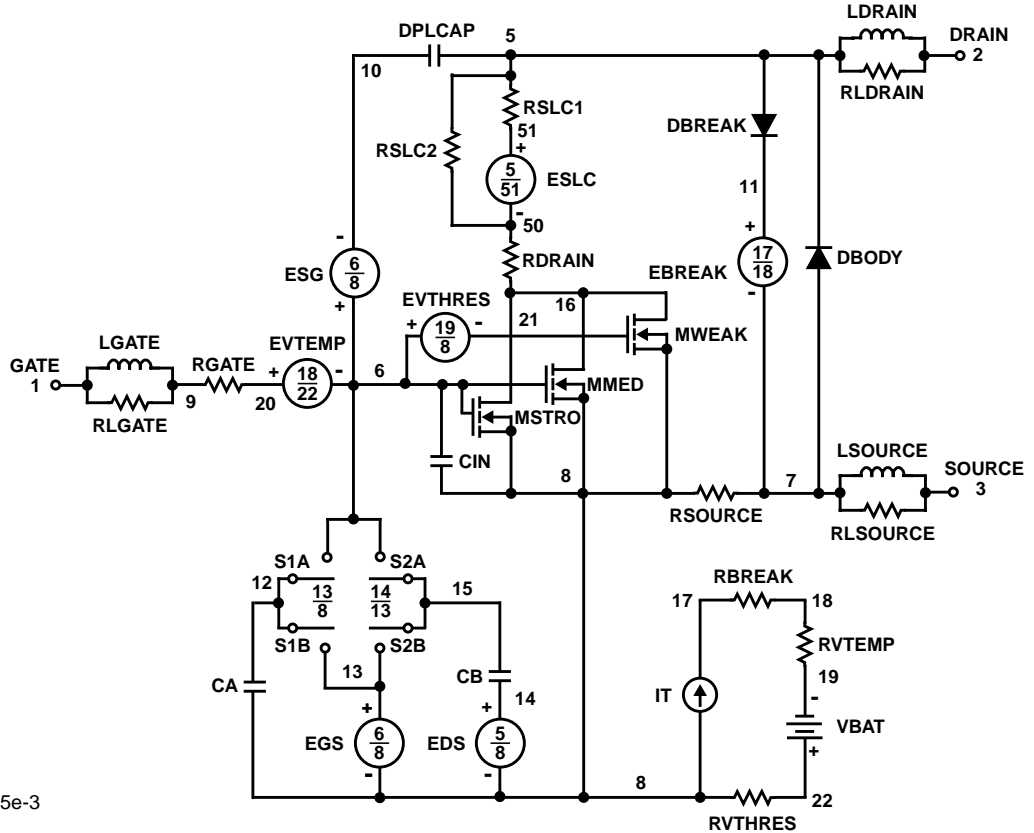 LDRAIN
DPLCAP 5 DRAIN
10 2
RLDRAIN
RSLC1
51
DBREAK
+
RSLC2
5
51
ESLC
11
-
50
+
-
RDRAIN
17
18
DBODY
6
8
ESG
EBREAK
EVTHRES
16
-
+
+
19
8
-
21
MWEAK
LGATE
EVTEMP
GATE
RGATE
+
18
22
-
6
1
MMED
9
20
RLGATE
MSTRO
LSOURCE
CIN
8
7
SOURCE
3
RSOURCE
RLSOURCE
S1A
S2A
12
13
8
14
13
15
RBREAK
17
18
S1B
S2B
RVTEMP
13
CB
19
CA
14
IT
-
+
+
VBAT
EGS
6
8
EDS
5
8
+
-
-
8
22
5e-3
RVTHRES